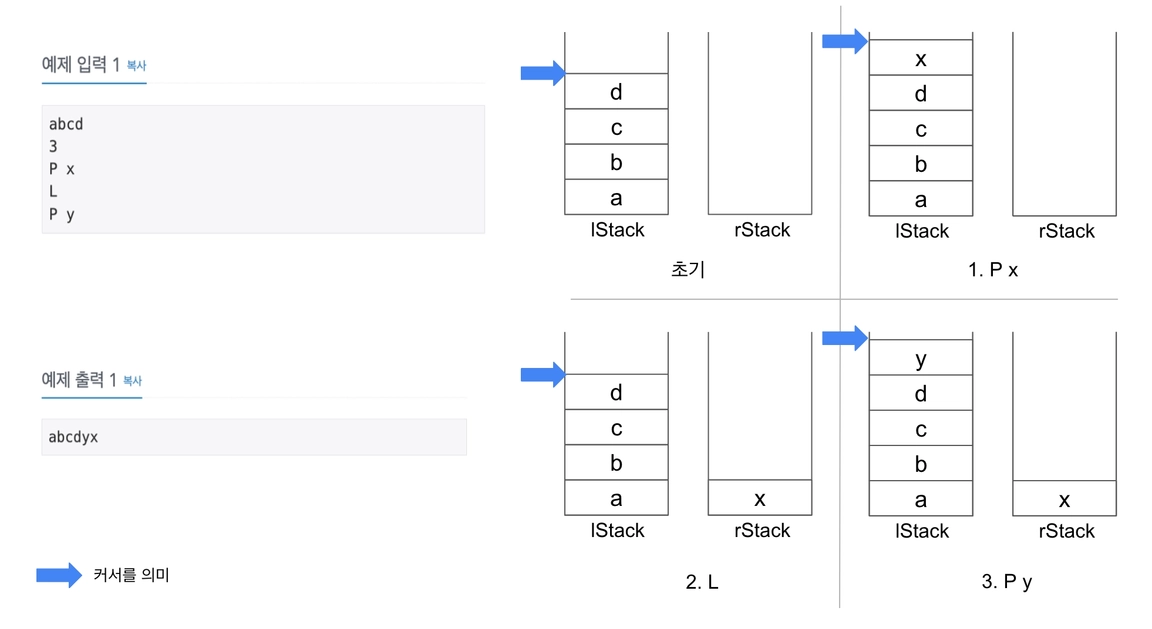 예제 입력 1 복사
abcd
3
P x
L
P y
예제 출력 1 복사
abcdyx
커서를 의미
d
c
b
a
lStack rStack
초기
x
d
c
b
a
lStack rStack
1. P x
d
c
b
a x
lStack rStack
2. L
y
d
c
b
a x
lStack rStack
3. P y